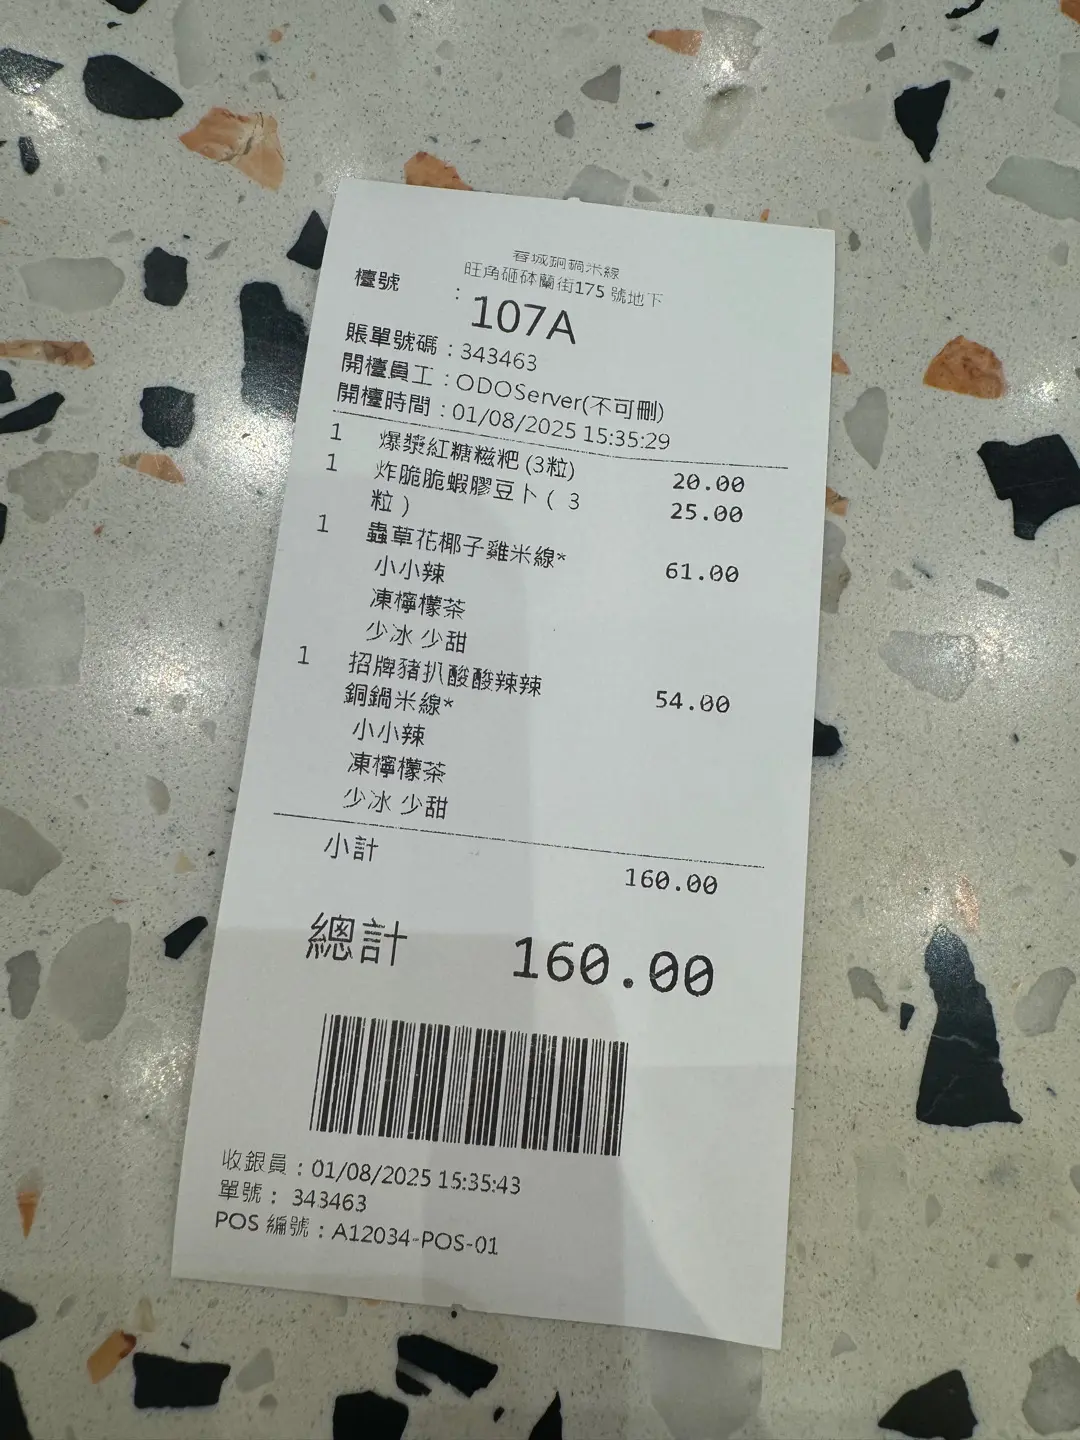 蓉城銅鍋米線
旺角砵砵蘭街175 號地下
檯號 : 107A
賬單號碼 : 343463
開檯員工 : ODOServer(不可刪)
開檯時間 : 01/08/2025 15:35:29
1 爆漿紅糖糍粑 (3粒) 20.00
1 炸脆脆蝦膠豆卜 ( 3 25.00
粒 )
1 蟲草花椰子雞米線* 61.00
小小辣
凍檸檬茶
少冰 少甜
1 招牌豬扒酸酸辣辣 54.00
銅鍋米線*
小小辣
凍檸檬茶
少冰 少甜
小計 160.00
總計 160.00
收銀員 : 01/08/2025 15:35:43
單號 : 343463
POS 編號 : A12034-POS-01